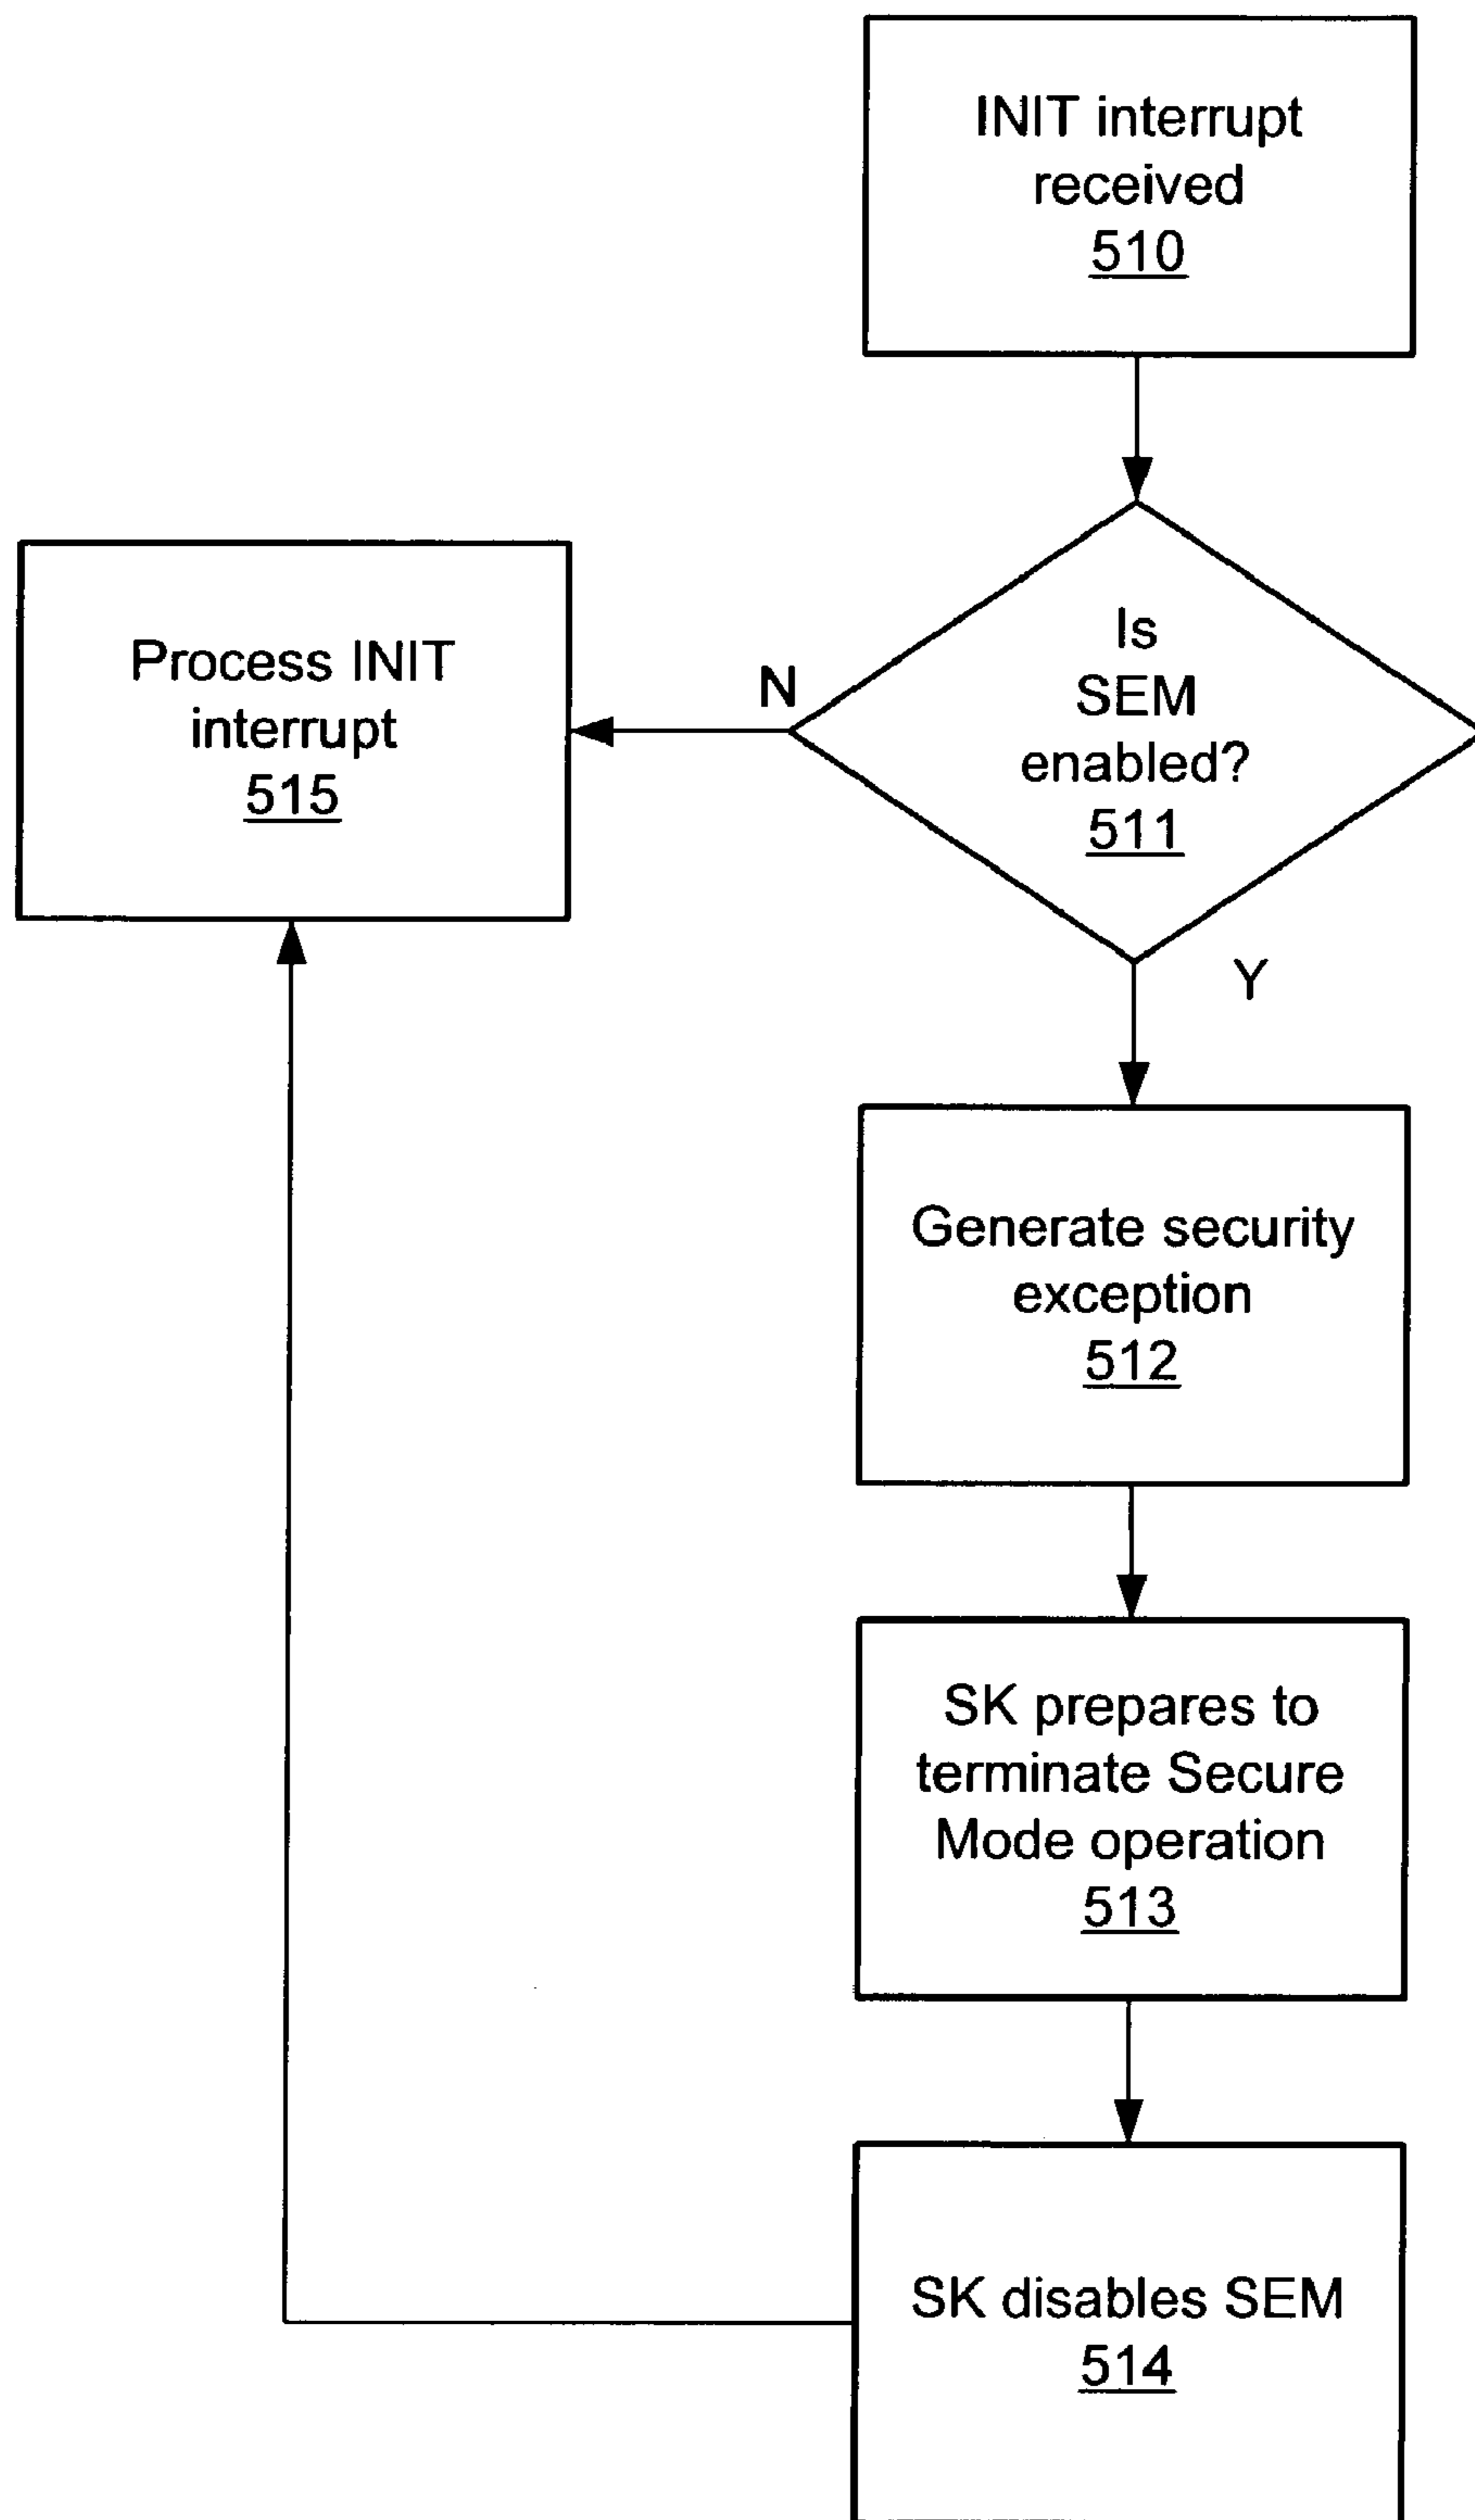 INIT interrupt
received
510
Is
SEM
enabled?
511
N
Y
Process INIT
interrupt
515
Generate security
exception
512
SK prepares to
terminate Secure
Mode operation
513
SK disables SEM
514